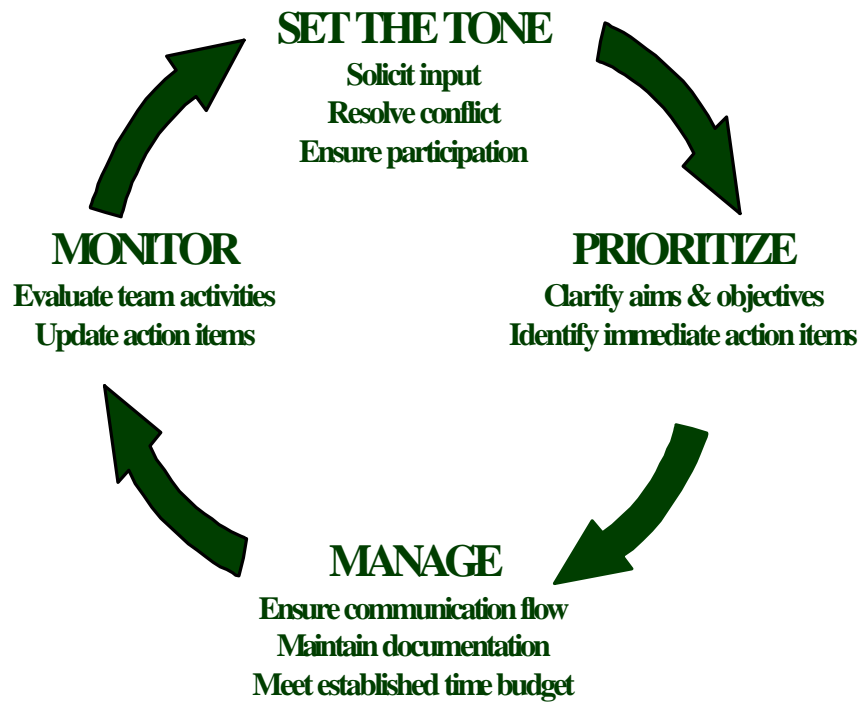 SET THE TONE
Solicit input
Resolve conflict
Ensure participation
PRIORITIZE
Clarify aims & objectives
Identify immediate action items
MANAGE
Ensure communication flow
Maintain documentation
Meet established time budget
MONITOR
Evaluate team activities
Update action items